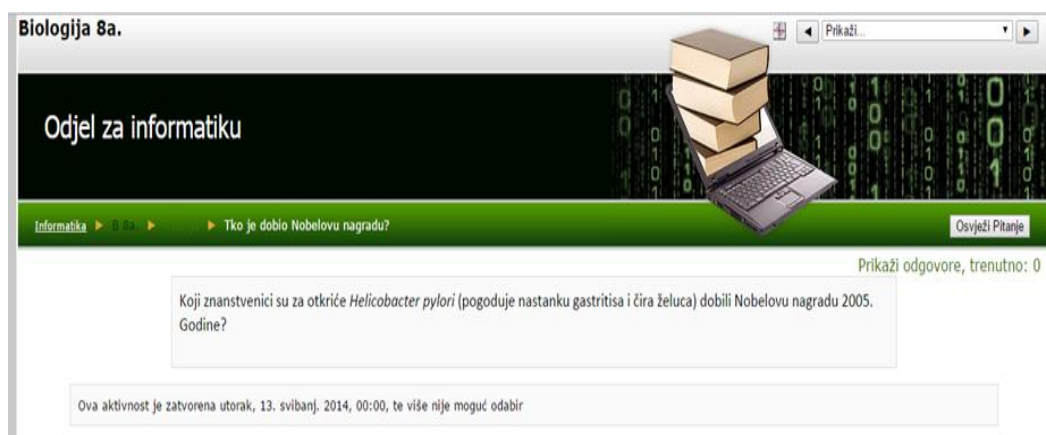 Biologija 8a.
Prikaži...
Odjel za informatiku
Informatika ► B 8a. ► ► Tko je dobio Nobelovu nagradu?
Osvježi Pitanje
Prikaži odgovore, trenutno: 0
Koji znanstvenici su za otkriće Helicobacter pylori (pogoduje nastanku gastritisa i čira želuca) dobili Nobelovu nagradu 2005.
Godine?
Ova aktivnost je zatvorena utorak, 13. svibanj. 2014, 00:00, te više nije moguć odabir